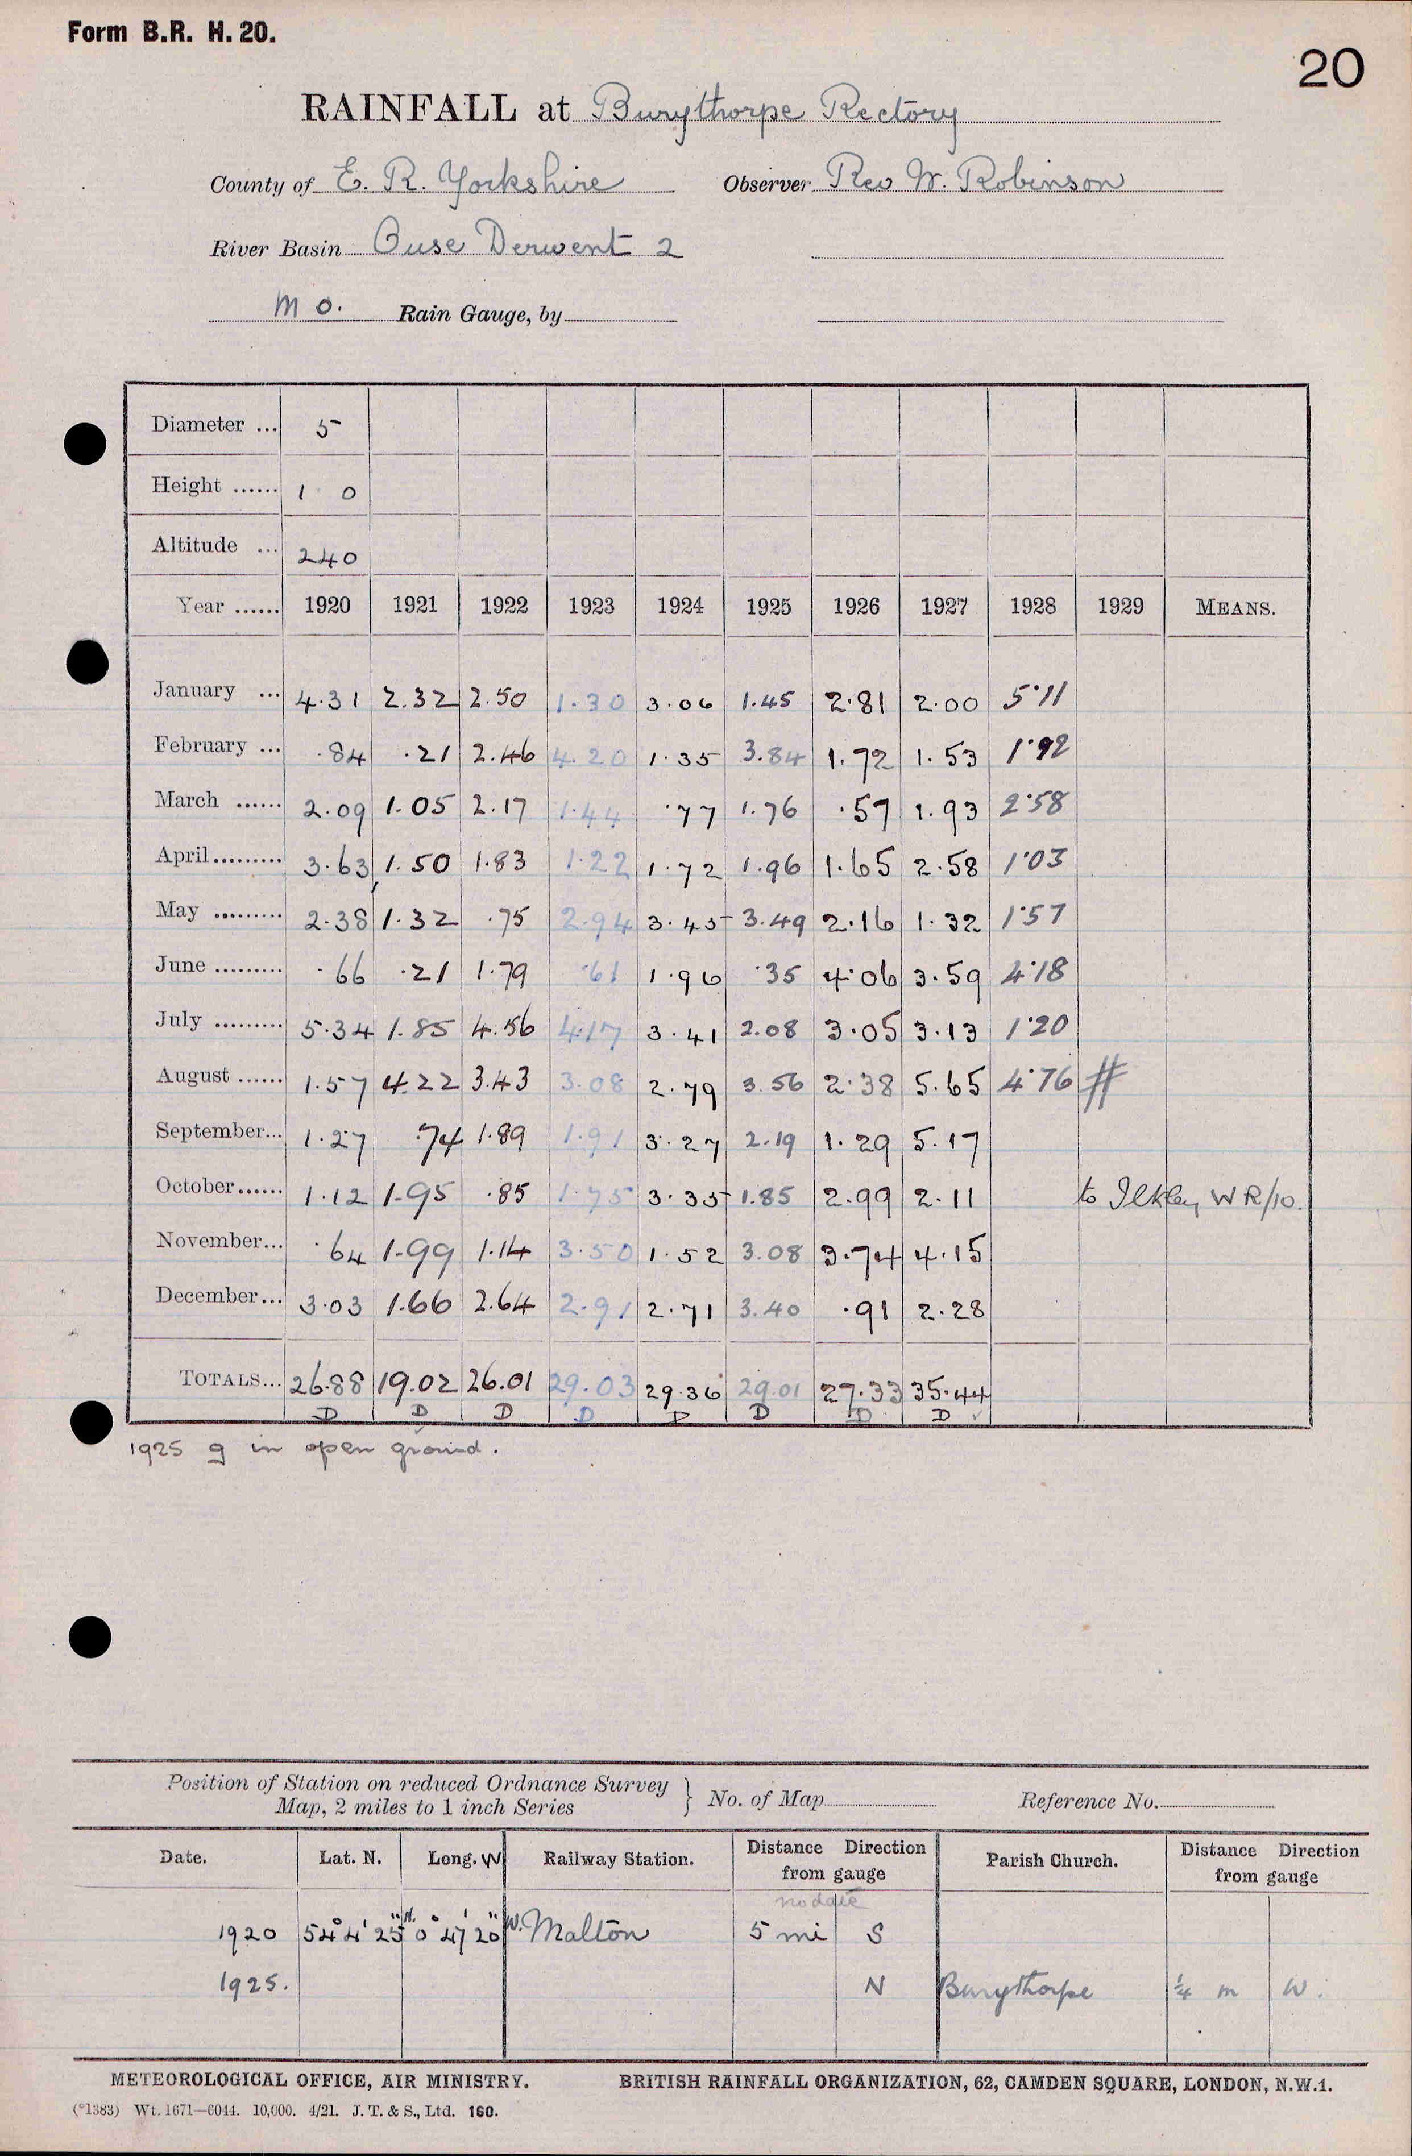 Form B.R. H. 20.
20
RAINFALL at Burythorpe Rectory
County of E. R. Yorkshire Observer Rev W. Robinson
River Basin Ouse Derwent 2
M O. Rain Gauge, by
Diameter ... 5
Height ...... 1 0
Altitude ... 240
Year ...... 1920 1921 1922 1923 1924 1925 1926 1927 1928 1929 MEANS.
January ... 4.31 2.32 2.50 1.30 3.06 1.45 2.81 2.00 5.11
February ... .84 .21 2.46 4.20 1.35 3.84 1.72 1.53 1.92
March ...... 2.09 1.05 2.17 1.44 .77 1.76 .57 1.93 2.58
April......... 3.63 1.50 1.83 1.22 1.72 1.96 1.65 2.58 1.03
May ......... 2.38 1.32 .75 2.94 3.45 3.49 2.16 1.32 1.57
June ......... .66 .21 1.79 .61 1.96 .35 4.06 3.59 4.18
July ......... 5.34 1.85 4.56 4.17 3.41 2.08 3.05 3.13 1.20
August ...... 1.57 4.22 3.43 3.08 2.79 3.56 2.38 5.65 4.76 #
September... 1.27 .74 1.89 1.91 3.27 2.19 1.29 5.17
October...... 1.12 1.95 .85 1.75 3.35 1.85 2.99 2.11 to Ilkley WR/10.
November... .64 1.99 1.14 3.50 1.52 3.08 3.74 4.15
December... 3.03 1.66 2.64 2.91 2.71 3.40 .91 2.28
TOTALS... 26.88 19.02 26.01 29.03 29.36 29.01 27.33 35.44
D D D D D D D D ✓
1925 g in open ground.
Position of Station on reduced Ordnance Survey
Map, 2 miles to 1 inch Series } No. of Map Reference No.
Date. Lat. N. Long. W Railway Station. Distance Direction from gauge Parish Church. Distance Direction from gauge
no date
1920 54° 4' 25" N. 0° 47' 20" W. Malton 5 mi S
1925. N Burythorpe ¼ m W.
METEOROLOGICAL OFFICE, AIR MINISTRY. BRITISH RAINFALL ORGANIZATION, 62, CAMDEN SQUARE, LONDON, N.W.1.
(*1383) Wt. 1671—6044. 10,000. 4/21. J. T. & S., Ltd. 160.